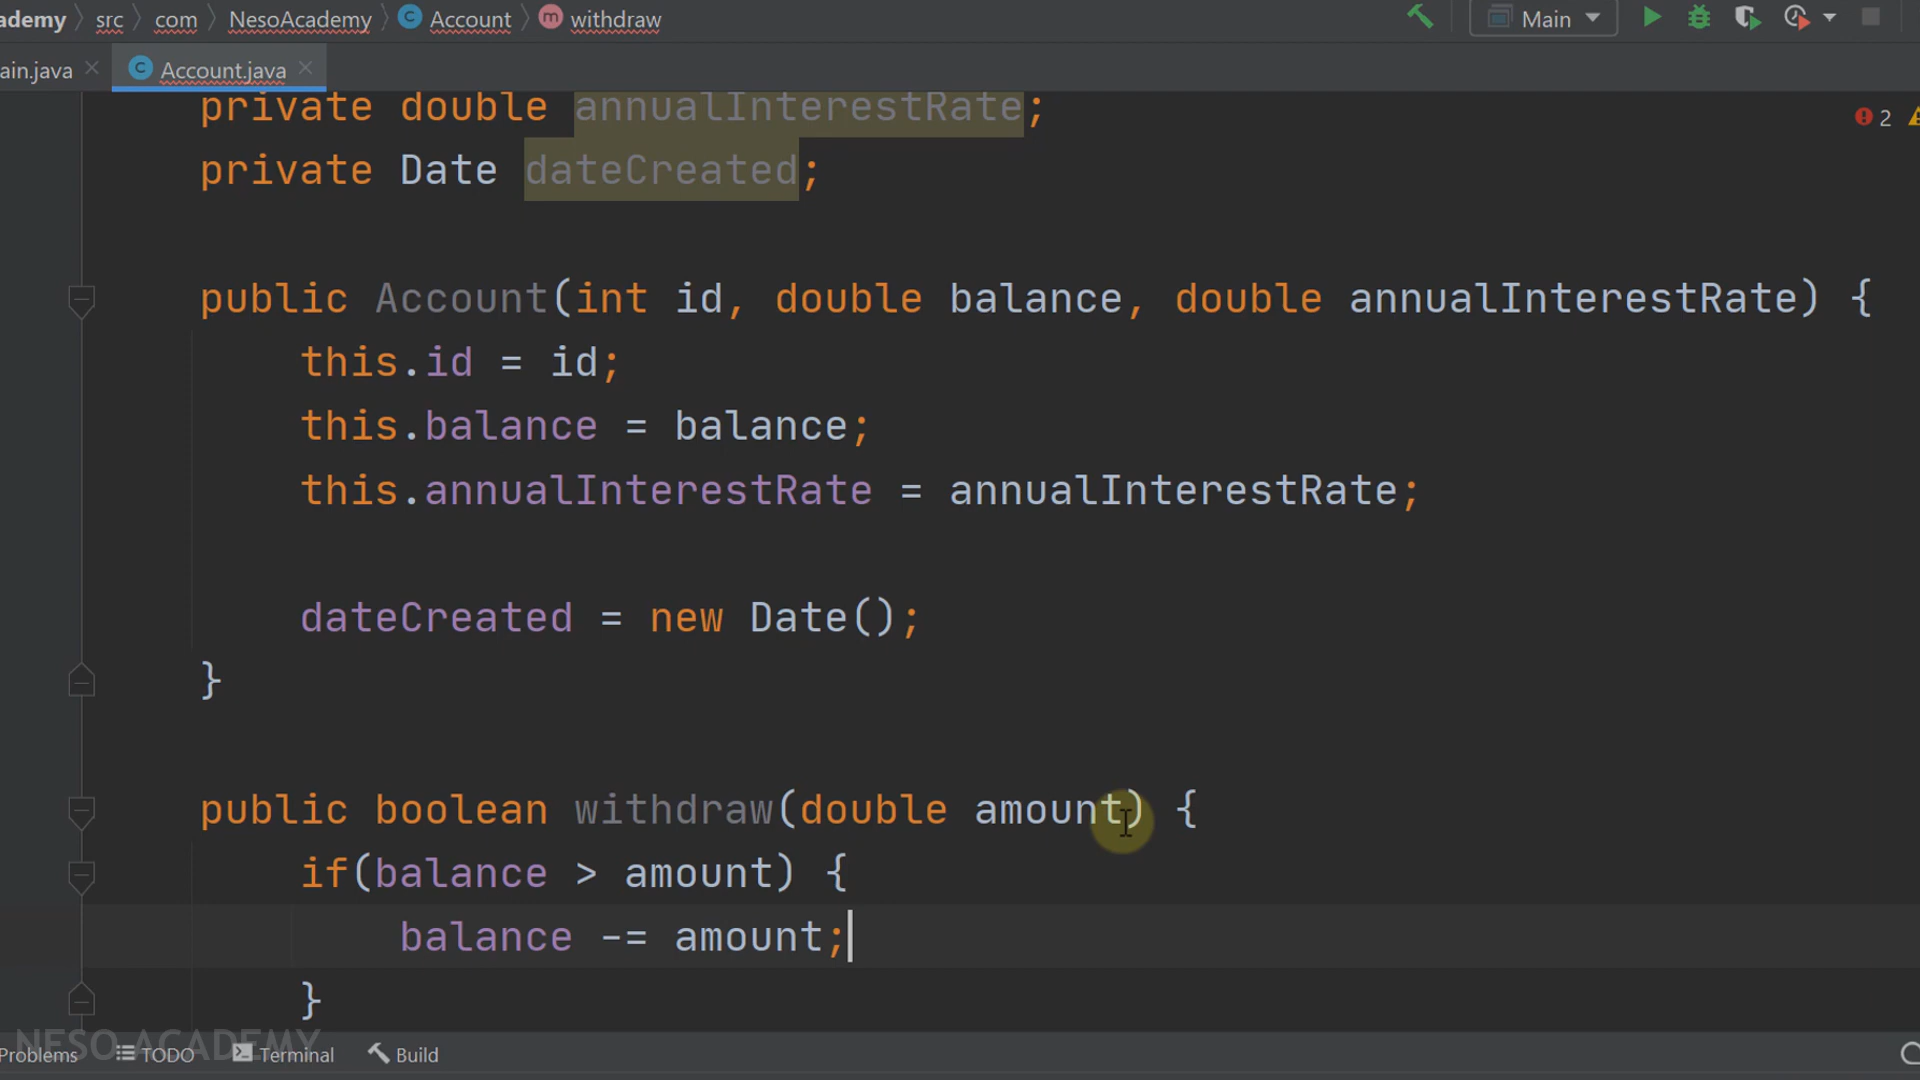 ademy src com NesoAcademy Account withdraw Main
ain.java Account.java
private double annualInterestRate;
2
private Date dateCreated;
public Account(int id, double balance, double annualInterestRate) {
this.id = id;
this.balance = balance;
this.annualInterestRate = annualInterestRate;
dateCreated = new Date();
}
public boolean withdraw(double amount) {
if(balance > amount) {
balance -= amount;
}
NESO ACADEMY
Problems TODO Terminal Build